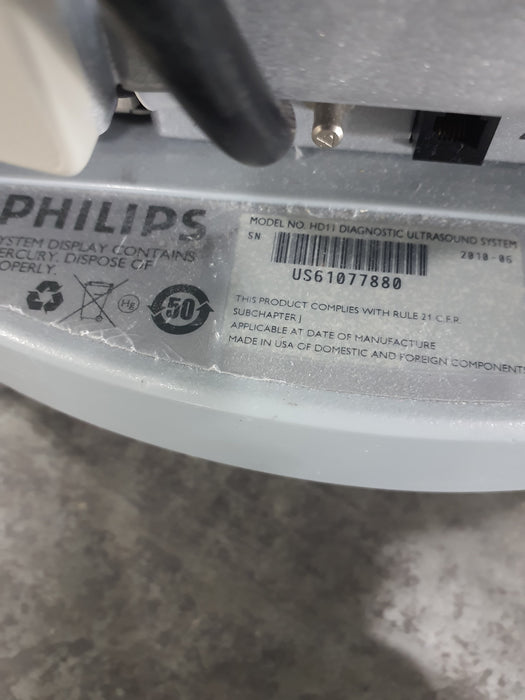 PHILIPS
YSTEM DISPLAY CONTAINS
ERCURY. DISPOSE OF
OPERLY.
Hg
50
MODEL NO. HD11 DIAGNOSTIC ULTRASOUND SYSTEM
SN
2010-06
US61077880
THIS PRODUCT COMPLIES WITH RULE 21 C.F.R.
SUBCHAPTER J
APPLICABLE AT DATE OF MANUFACTURE
MADE IN USA OF DOMESTIC AND FOREIGN COMPONENTS